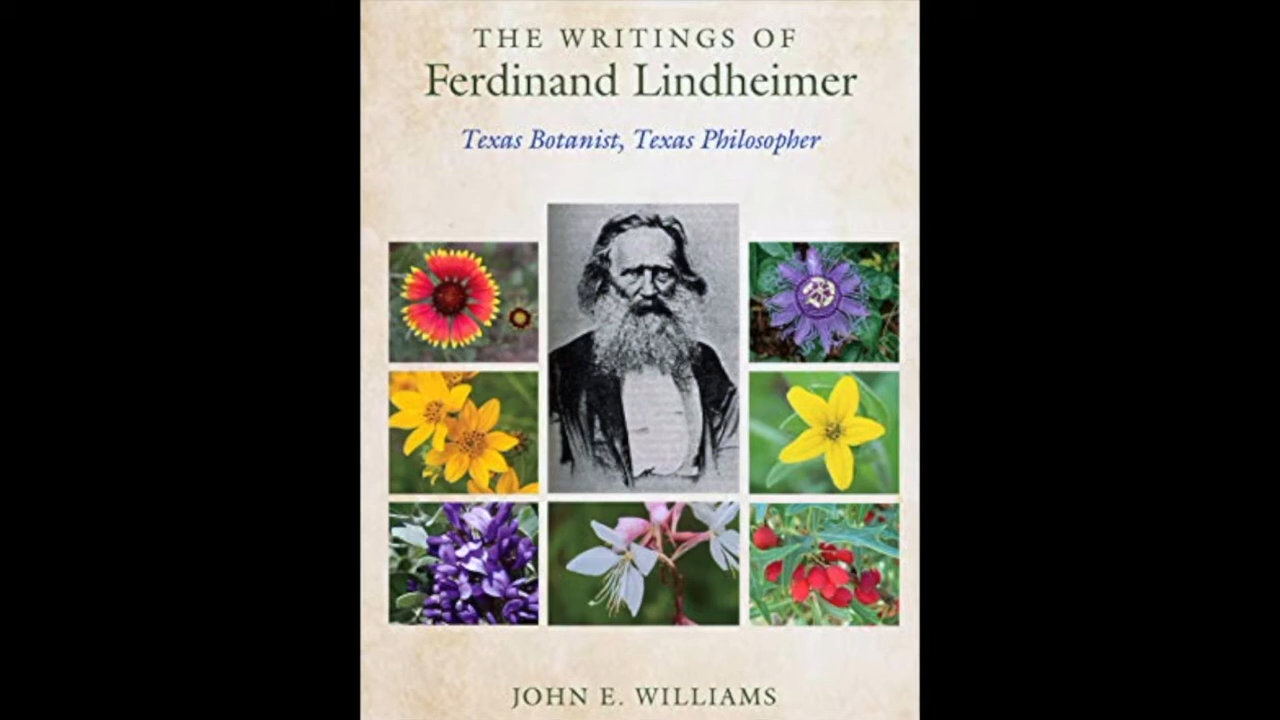 THE WRITINGS OF
Ferdinand Lindheimer
Texas Botanist, Texas Philosopher
JOHN E. WILLIAMS